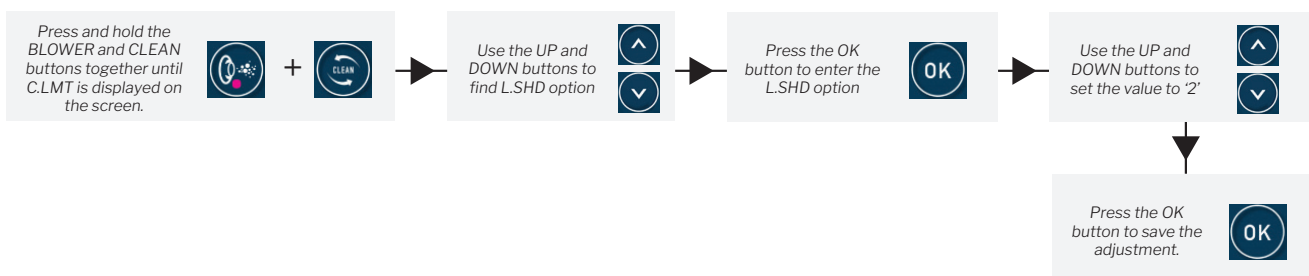 Press and hold the
BLOWER and CLEAN
buttons together until
C.LMT is displayed on
the screen.
+
CLEAN
Use the UP and
DOWN buttons to
find L.SHD option
Press the OK
button to enter the
L.SHD option
OK
Use the UP and
DOWN buttons to
set the value to ‘2’
Press the OK
button to save the
adjustment.
OK